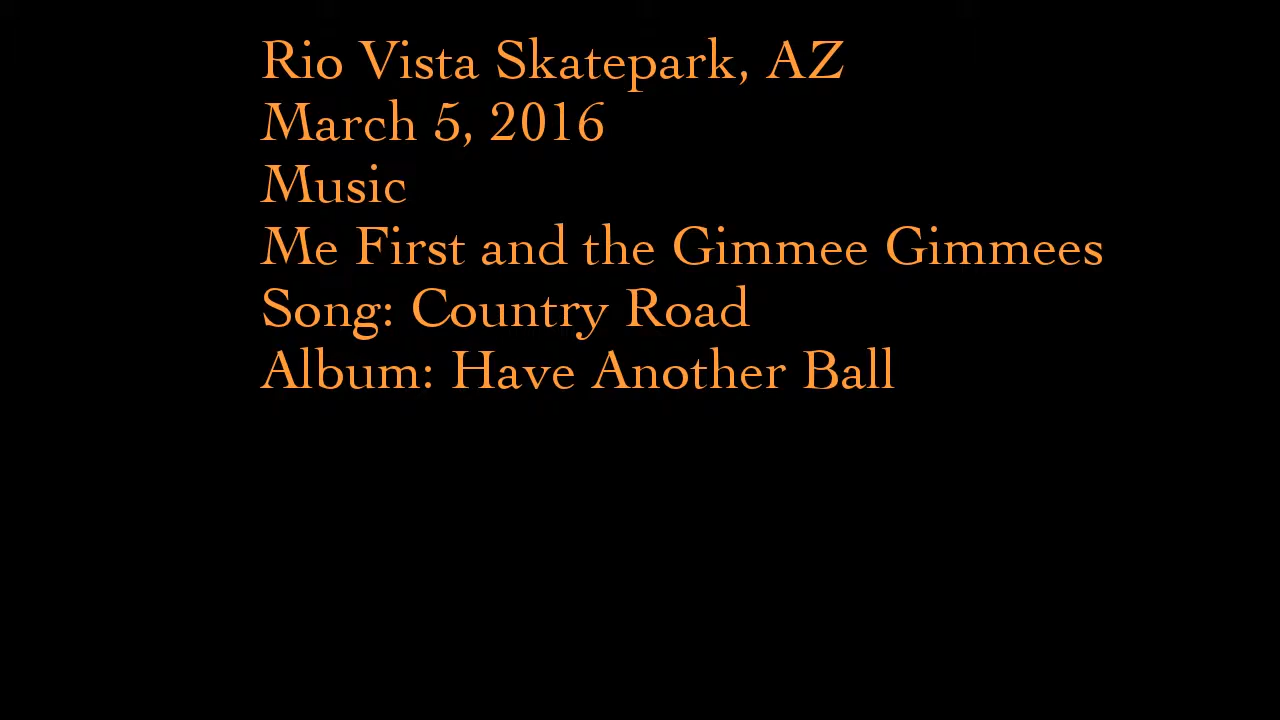 Rio Vista Skatepark, AZ
March 5, 2016
Music
Me First and the Gimmee Gimmees
Song: Country Road
Album: Have Another Ball